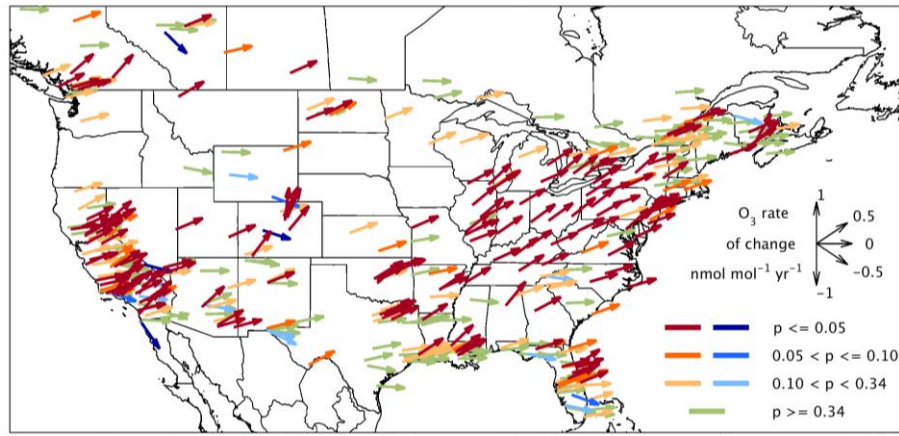 1
O3 rate
0.5
of change
0
nmol mol⁻¹ yr⁻¹
-0.5
-1
p <= 0.05
0.05 < p <= 0.10
0.10 < p < 0.34
p >= 0.34